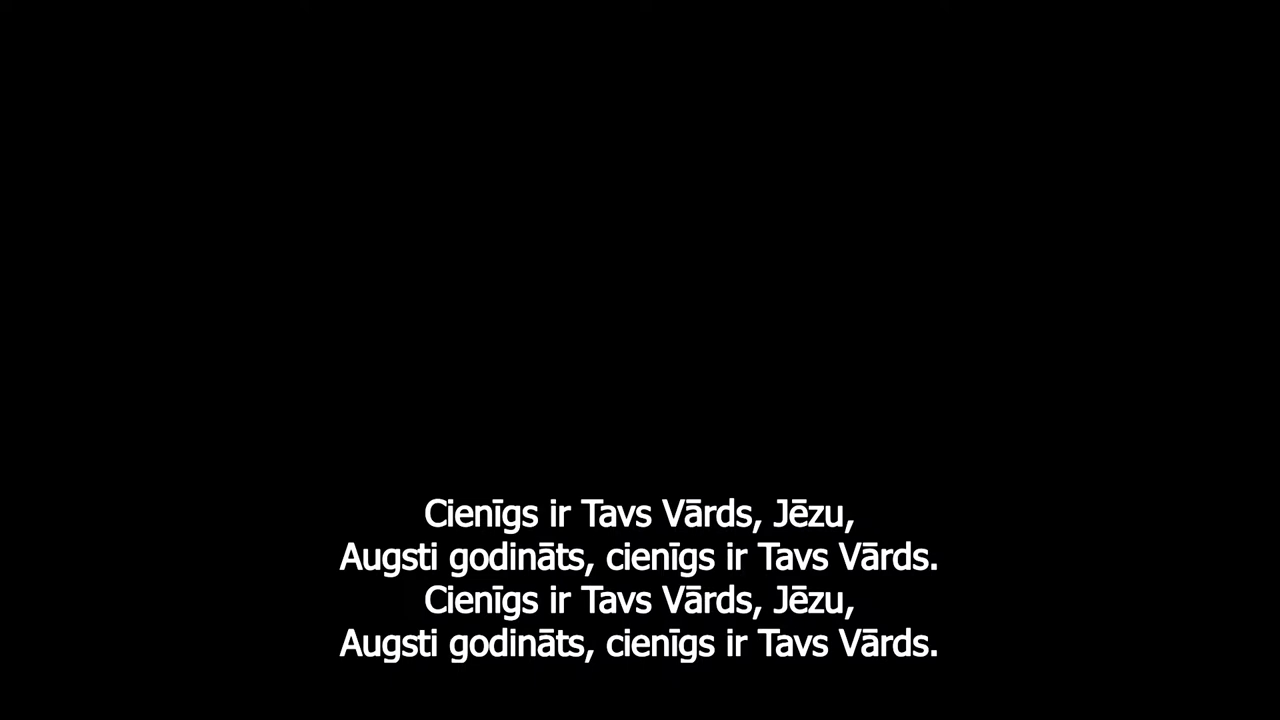 Cienīgs ir Tavs Vārds, Jēzu,
Augsti godināts, cienīgs ir Tavs Vārds.
Cienīgs ir Tavs Vārds, Jēzu,
Augsti godināts, cienīgs ir Tavs Vārds.